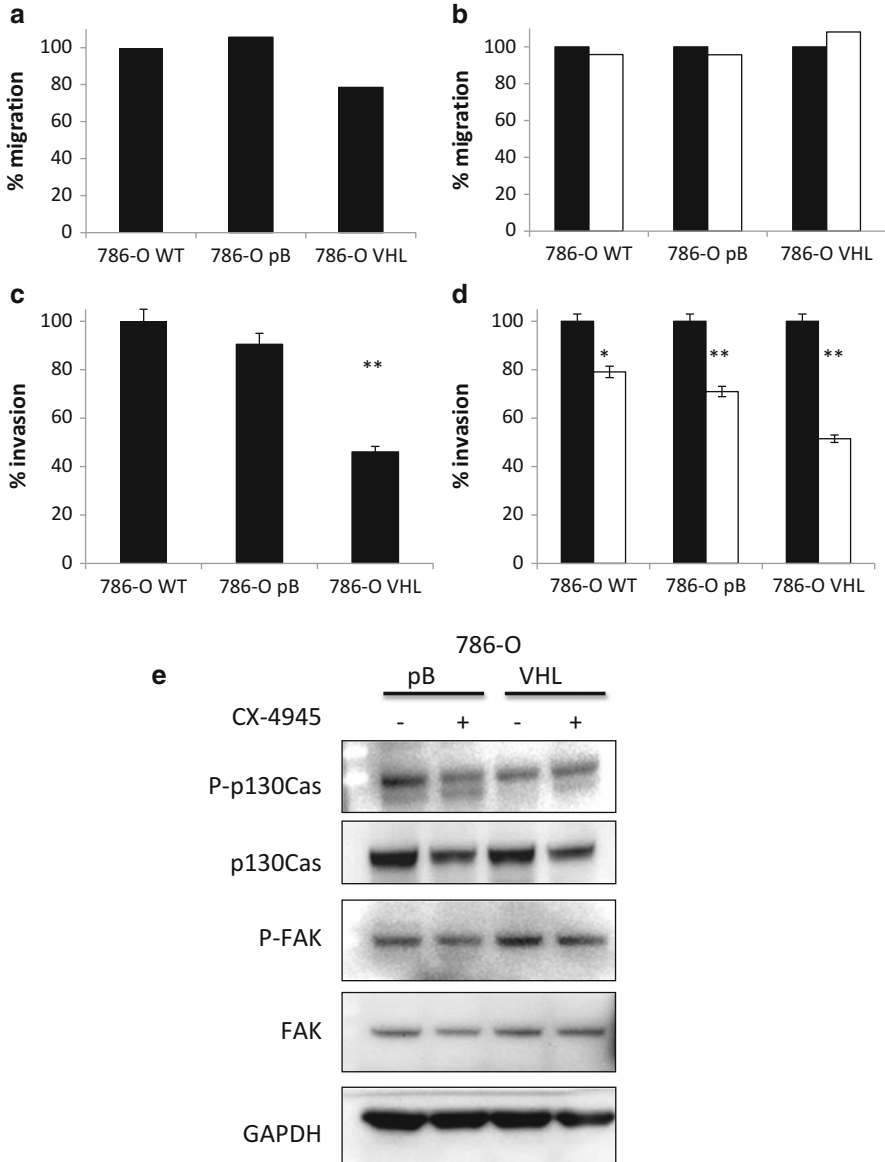 a
% migration
100
80
60
40
20
0
786-O WT 786-O pB 786-O VHL
b
% migration
100
80
60
40
20
100
786-O WT 786-O pB 786-O VHL
c
% invasion
100
80
60
40
20
0
**
786-O WT 786-O pB 786-O VHL
d
% invasion
100
80
60
40
20
0
* ** **
786-O WT 786-O pB 786-O VHL
e
786-O
pB VHL
CX-4945 - + - +
P-p130Cas
p130Cas
P-FAK
FAK
GAPDH